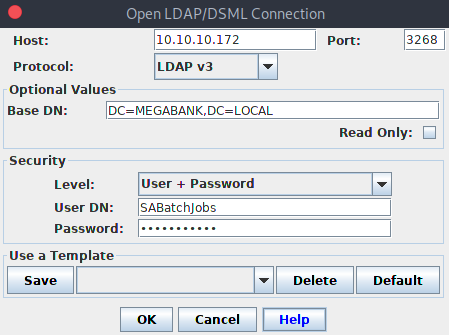 Open LDAP/DSML Connection
Host: 10.10.10.172 Port: 3268
Protocol: LDAP v3
Optional Values
Base DN: DC=MEGABANK,DC=LOCAL
Read Only:
Security
Level: User + Password
User DN: SABatchJobs
Password: •••••••••••
Use a Template
Save Delete Default
OK Cancel Help